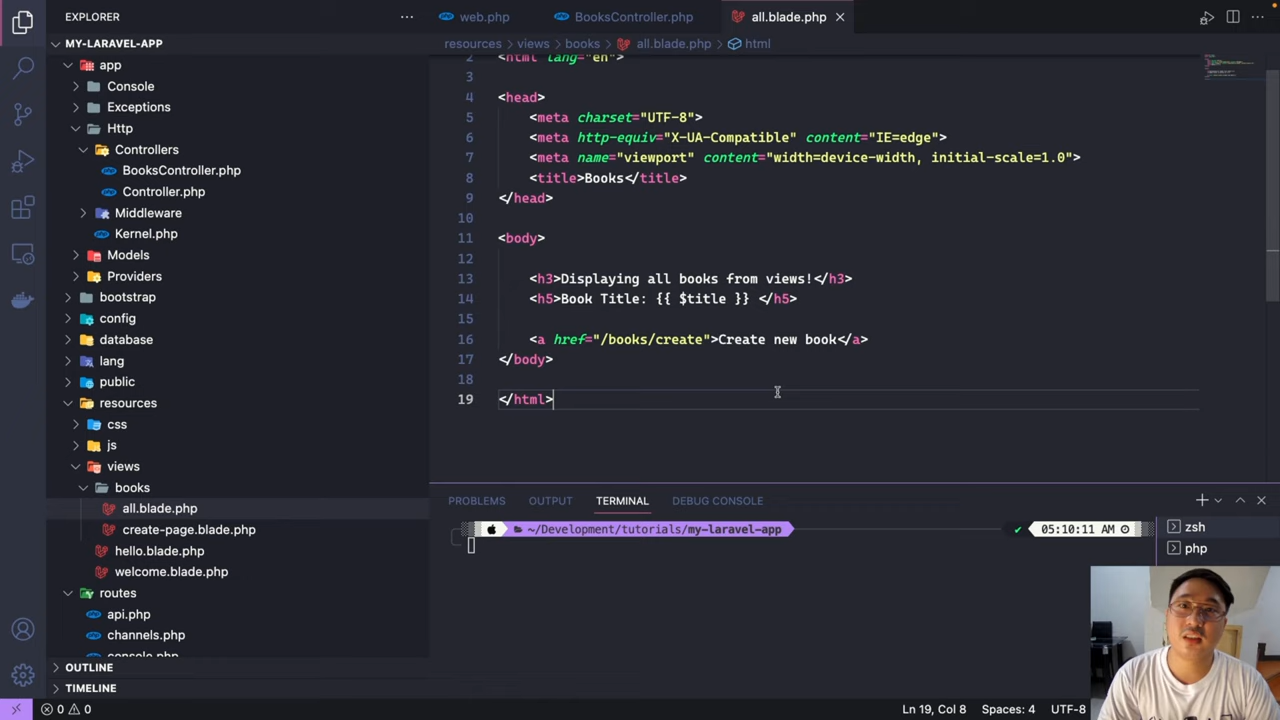 EXPLORER
web.php
BooksController.php
all.blade.php
MY-LARAVEL-APP
resources
views
books
all.blade.php
html
app
Console
Exceptions
Http
Controllers
BooksController.php
Controller.php
Middleware
Kernel.php
Models
Providers
bootstrap
config
database
lang
public
resources
css
js
views
books
all.blade.php
create-page.blade.php
hello.blade.php
welcome.blade.php
routes
api.php
channels.php
console.php
OUTLINE
TIMELINE
2 <html lang="en">
3
4 <head>
5 <meta charset="UTF-8">
6 <meta http-equiv="X-UA-Compatible" content="IE=edge">
7 <meta name="viewport" content="width=device-width, initial-scale=1.0">
8 <title>Books</title>
9 </head>
10
11 <body>
12
13 <h3>Displaying all books from views!</h3>
14 <h5>Book Title: {{ $title }} </h5>
15
16 <a href="/books/create">Create new book</a>
17 </body>
18
19 </html>
PROBLEMS
OUTPUT
TERMINAL
DEBUG CONSOLE
~/Development/tutorials/my-laravel-app
05:10:11 AM
zsh
php
0 0
Ln 19, Col 8
Spaces: 4
UTF-8